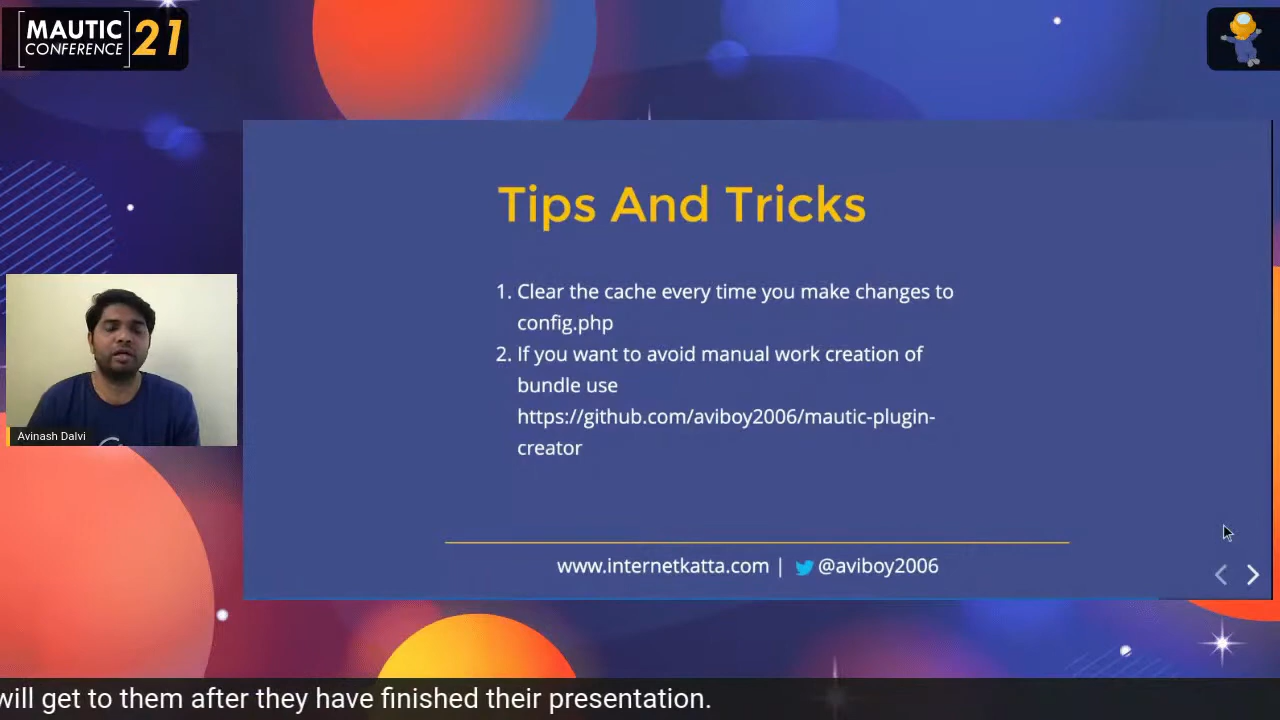 MAUTIC
CONFERENCE
21
Tips And Tricks
1. Clear the cache every time you make changes to
config.php
2. If you want to avoid manual work creation of
bundle use
https://github.com/aviboy2006/mautic-plugin-
creator
Avinash Dalvi
www.internetkatta.com | @aviboy2006
will get to them after they have finished their presentation.